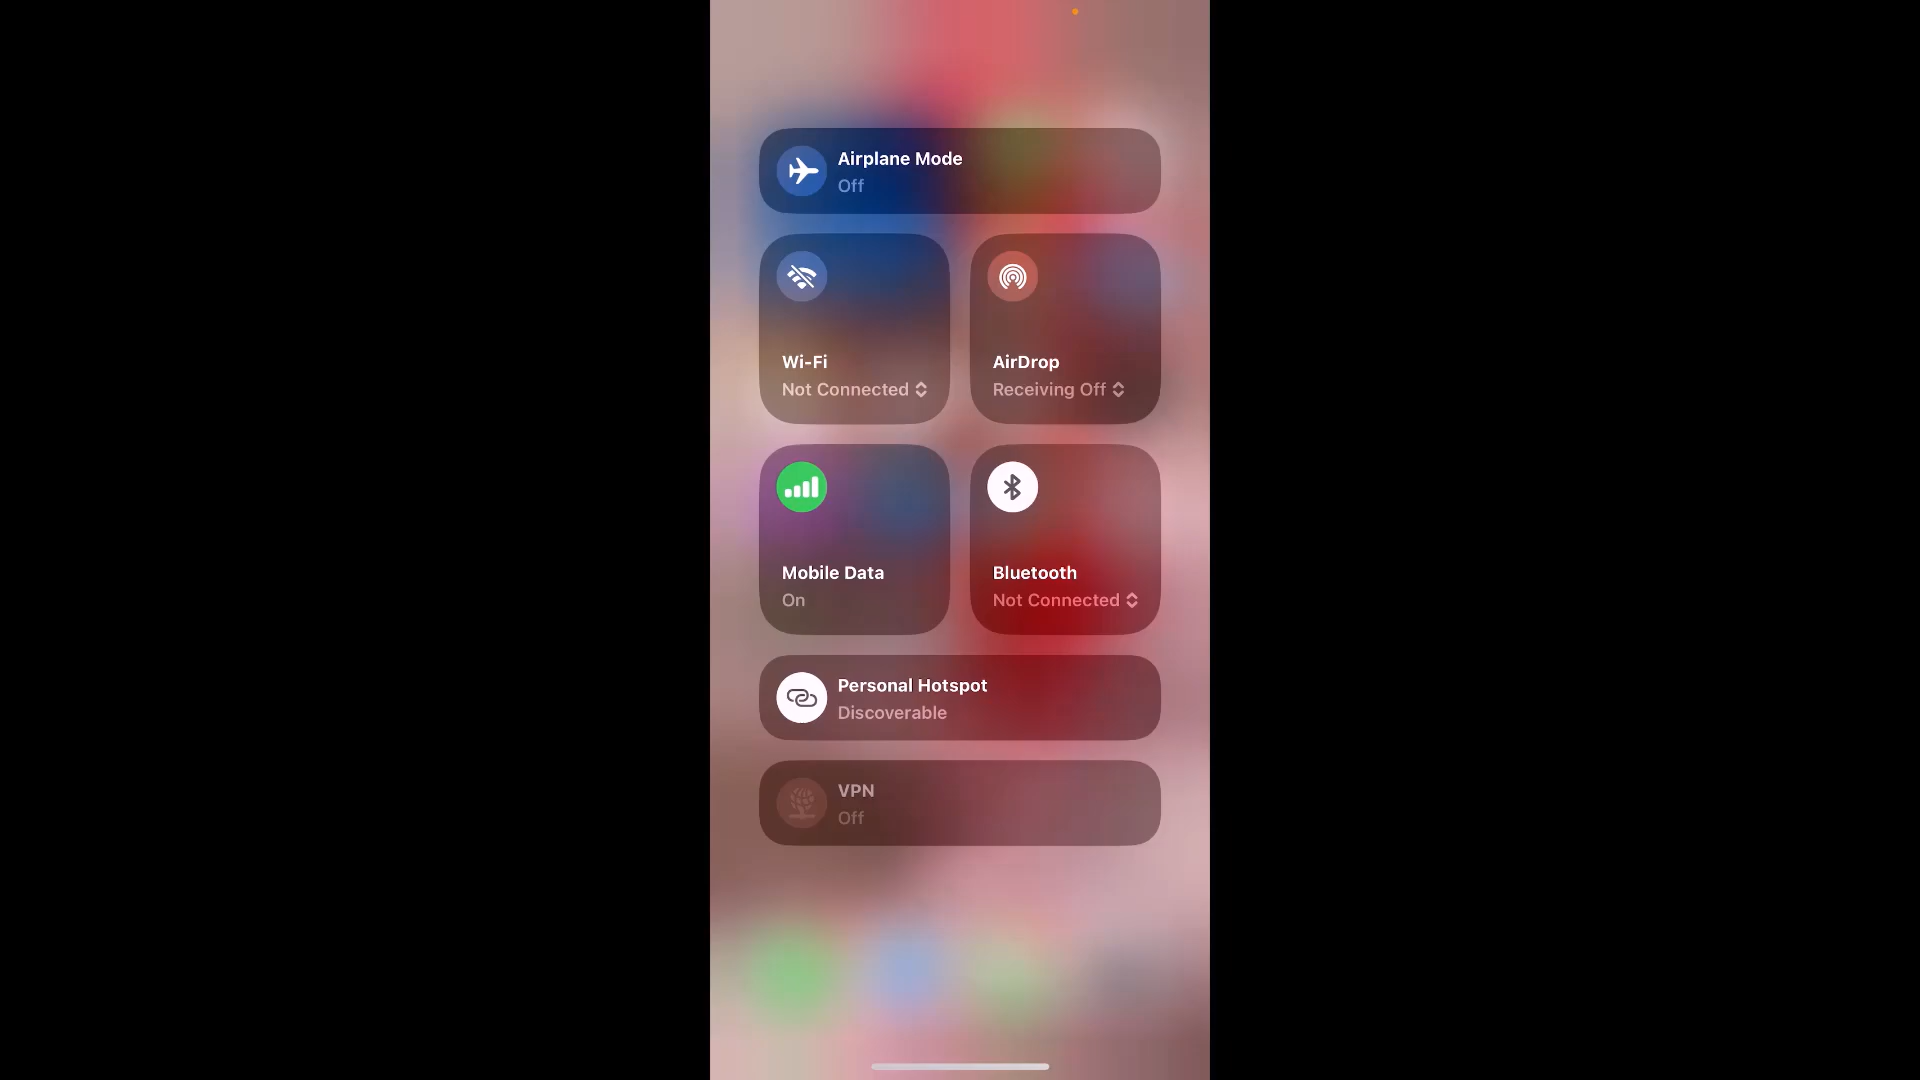 Airplane Mode
Off
Wi-Fi
Not Connected
AirDrop
Receiving Off
Mobile Data
On
Bluetooth
Not Connected
Personal Hotspot
Discoverable
VPN
Off